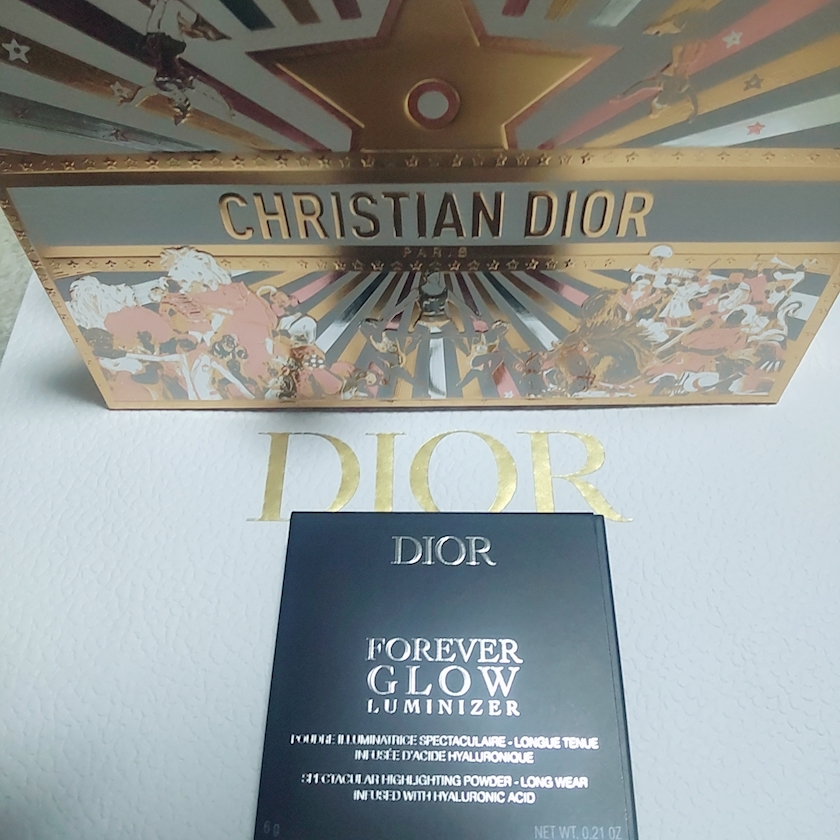 CHRISTIAN DIOR
PARIS
DIOR
DIOR
FOREVER
GLOW
LUMINIZER
POUDRE ILLUMINATRICE SPECTACULAIRE - LONGUE TENUE
INFUSÉE D'ACIDE HYALURONIQUE
SPECTACULAR HIGHLIGHTING POWDER - LONG WEAR
INFUSED WITH HYALURONIC ACID
6 g NET WT. 0.21 OZ.